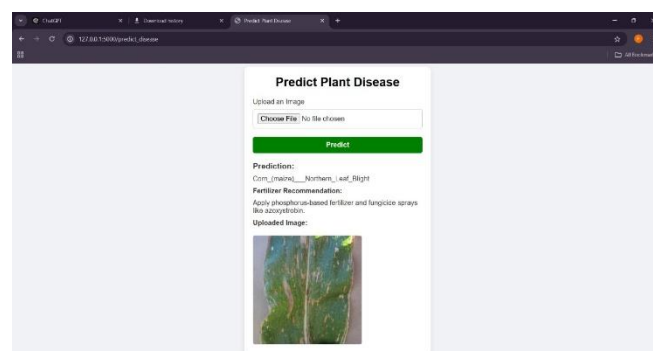 ChatGPT
Download history
Predict Plant Disease
127.0.0.1:5000/predict_disease
All Bookmarks
Predict Plant Disease
Upload an Image
Choose File No file chosen
Predict
Prediction:
Corn_(maize)___Northern_Leaf_Blight
Fertilizer Recommendation:
Apply phosphorus-based fertilizer and fungicide sprays
like azoxystrobin.
Uploaded Image: